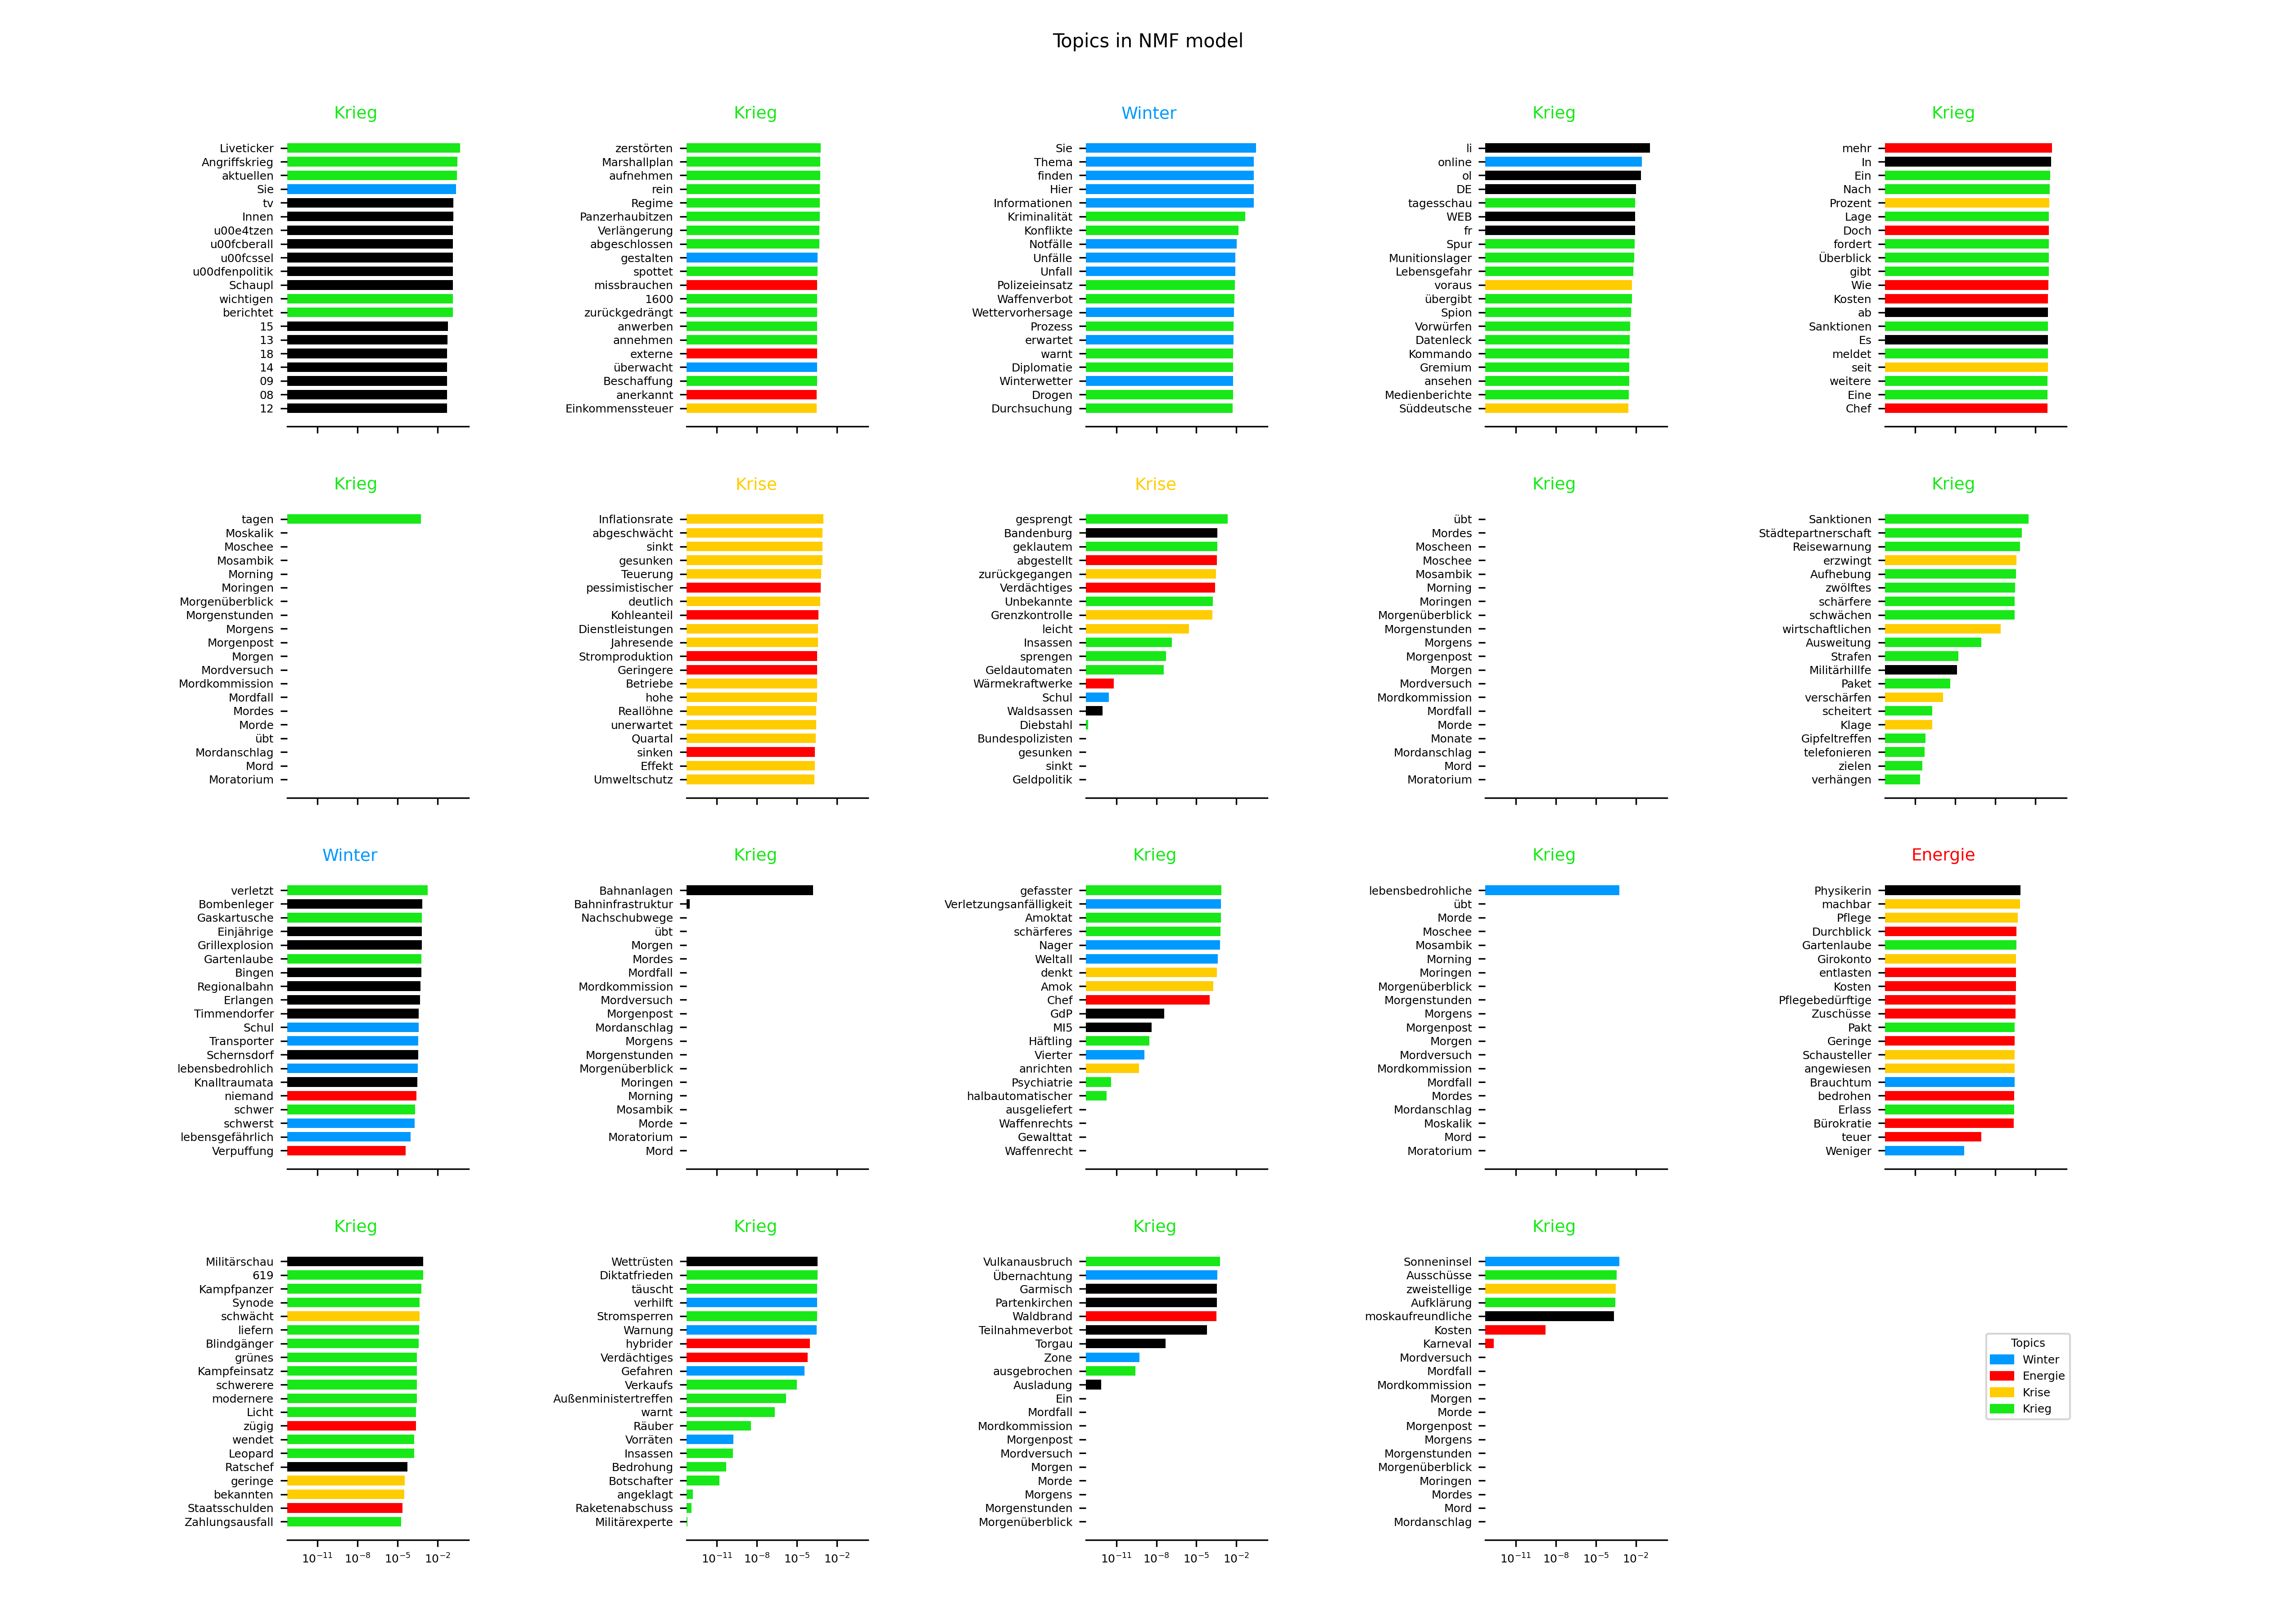 Topics in NMF model
Krieg
Liveticker
Angriffskrieg
aktuellen
Sie
tv
Innen
u00e4tzen
u00fcberall
u00fcssel
u00dfenpolitik
Schaupl
wichtigen
berichtet
15
13
18
14
09
08
12
Krieg
zerstörten
Marshallplan
aufnehmen
rein
Regime
Panzerhaubitzen
Verlängerung
abgeschlossen
gestalten
spottet
missbrauchen
1600
zurückgedrängt
anwerben
annehmen
externe
überwacht
Beschaffung
anerkannt
Einkommenssteuer
Winter
Sie
Thema
finden
Hier
Informationen
Kriminalität
Konflikte
Notfälle
Unfälle
Unfall
Polizeieinsatz
Waffenverbot
Wettervorhersage
Prozess
erwartet
warnt
Diplomatie
Winterwetter
Drogen
Durchsuchung
Krieg
li
online
ol
DE
tagesschau
WEB
fr
Spur
Munitionslager
Lebensgefahr
voraus
übergibt
Spion
Vorwürfen
Datenleck
Kommando
Gremium
ansehen
Medienberichte
Süddeutsche
Krieg
mehr
In
Ein
Nach
Prozent
Lage
Doch
fordert
Überblick
gibt
Wie
Kosten
ab
Sanktionen
Es
meldet
seit
weitere
Eine
Chef
Krieg
tagen
Moskalik
Moschee
Mosambik
Morning
Moringen
Morgenüberblick
Morgenstunden
Morgens
Morgenpost
Morgen
Mordversuch
Mordkommission
Mordfall
Mordes
Morde
übt
Mordanschlag
Mord
Moratorium
Krise
Inflationsrate
abgeschwächt
sinkt
gesunken
Teuerung
pessimistischer
deutlich
Kohleanteil
Dienstleistungen
Jahresende
Stromproduktion
Geringere
Betriebe
hohe
Reallöhne
unerwartet
Quartal
sinken
Effekt
Umweltschutz
Krise
gesprengt
Bandenburg
geklautem
abgestellt
zurückgegangen
Verdächtiges
Unbekannte
Grenzkontrolle
leicht
Insassen
sprengen
Geldautomaten
Wärmekraftwerke
Schul
Waldsassen
Diebstahl
Bundespolizisten
gesunken
sinkt
Geldpolitik
Krieg
übt
Mordes
Moscheen
Moschee
Mosambik
Morning
Moringen
Morgenüberblick
Morgenstunden
Morgens
Morgenpost
Morgen
Mordversuch
Mordkommission
Mordfall
Morde
Monate
Mordanschlag
Mord
Moratorium
Krieg
Sanktionen
Städtepartnerschaft
Reisewarnung
erzwingt
Aufhebung
zwölftes
schärfere
schwächen
wirtschaftlichen
Ausweitung
Strafen
Militärhillfe
Paket
verschärfen
scheitert
Klage
Gipfeltreffen
telefonieren
zielen
verhängen
Winter
verletzt
Bombenleger
Gaskartusche
Einjährige
Grillexplosion
Gartenlaube
Bingen
Regionalbahn
Erlangen
Timmendorfer
Schul
Transporter
Schernsdorf
lebensbedrohlich
Knalltraumata
niemand
schwer
schwerst
lebensgefährlich
Verpuffung
Krieg
Bahnanlagen
Bahninfrastruktur
Nachschubwege
übt
Morgen
Mordes
Mordfall
Mordkommission
Mordversuch
Morgenpost
Mordanschlag
Morgens
Morgenstunden
Morgenüberblick
Moringen
Morning
Mosambik
Morde
Moratorium
Mord
Krieg
gefasster
Verletzungsanfälligkeit
Amoktat
schärferes
Nager
Weltall
denkt
Amok
Chef
GdP
MI5
Häftling
Vierter
anrichten
Psychiatrie
halbautomatischer
ausgeliefert
Waffenrechts
Gewalttat
Waffenrecht
Krieg
lebensbedrohliche
übt
Morde
Moschee
Mosambik
Morning
Moringen
Morgenüberblick
Morgenstunden
Morgens
Morgenpost
Morgen
Mordversuch
Mordkommission
Mordfall
Mordes
Mordanschlag
Moskalik
Mord
Moratorium
Energie
Physikerin
machbar
Pflege
Durchblick
Gartenlaube
Girokonto
entlasten
Kosten
Pflegebedürftige
Zuschüsse
Pakt
Geringe
Schausteller
angewiesen
Brauchtum
bedrohen
Erlass
Bürokratie
teuer
Weniger
Krieg
Militärschau
619
Kampfpanzer
Synode
schwächt
liefern
Blindgänger
grünes
Kampfeinsatz
schwerere
modernere
Licht
zügig
wendet
Leopard
Ratschef
geringe
bekannten
Staatsschulden
Zahlungsausfall
10⁻¹¹ 10⁻⁸ 10⁻⁵ 10⁻²
Krieg
Wettrüsten
Diktatfrieden
täuscht
verhilft
Stromsperren
Warnung
hybrider
Verdächtiges
Gefahren
Verkaufs
Außenministertreffen
warnt
Räuber
Vorräten
Insassen
Bedrohung
Botschafter
angeklagt
Raketenabschuss
Militärexperte
10⁻¹¹ 10⁻⁸ 10⁻⁵ 10⁻²
Krieg
Vulkanausbruch
Übernachtung
Garmisch
Partenkirchen
Waldbrand
Teilnahmeverbot
Torgau
Zone
ausgebrochen
Ausladung
Ein
Mordfall
Mordkommission
Morgenpost
Mordversuch
Morgen
Morde
Morgens
Morgenstunden
Morgenüberblick
10⁻¹¹ 10⁻⁸ 10⁻⁵ 10⁻²
Krieg
Sonneninsel
Ausschüsse
zweistellige
Aufklärung
moskaufreundliche
Kosten
Karneval
Mordversuch
Mordfall
Mordkommission
Morgen
Morde
Morgenpost
Morgens
Morgenstunden
Morgenüberblick
Moringen
Mordes
Mord
Mordanschlag
10⁻¹¹ 10⁻⁸ 10⁻⁵ 10⁻²
Topics
Winter
Energie
Krise
Krieg